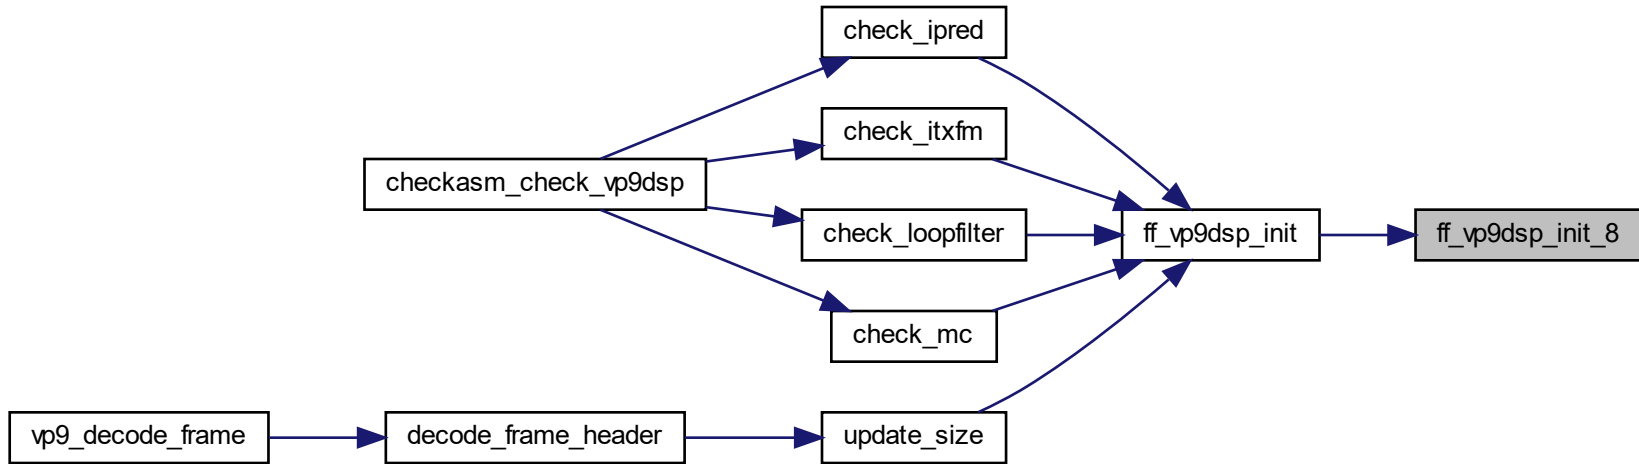 check_ipred
check_itxfm
checkasm_check_vp9dsp
check_loopfilter
ff_vp9dsp_init
ff_vp9dsp_init_8
check_mc
vp9_decode_frame
decode_frame_header
update_size